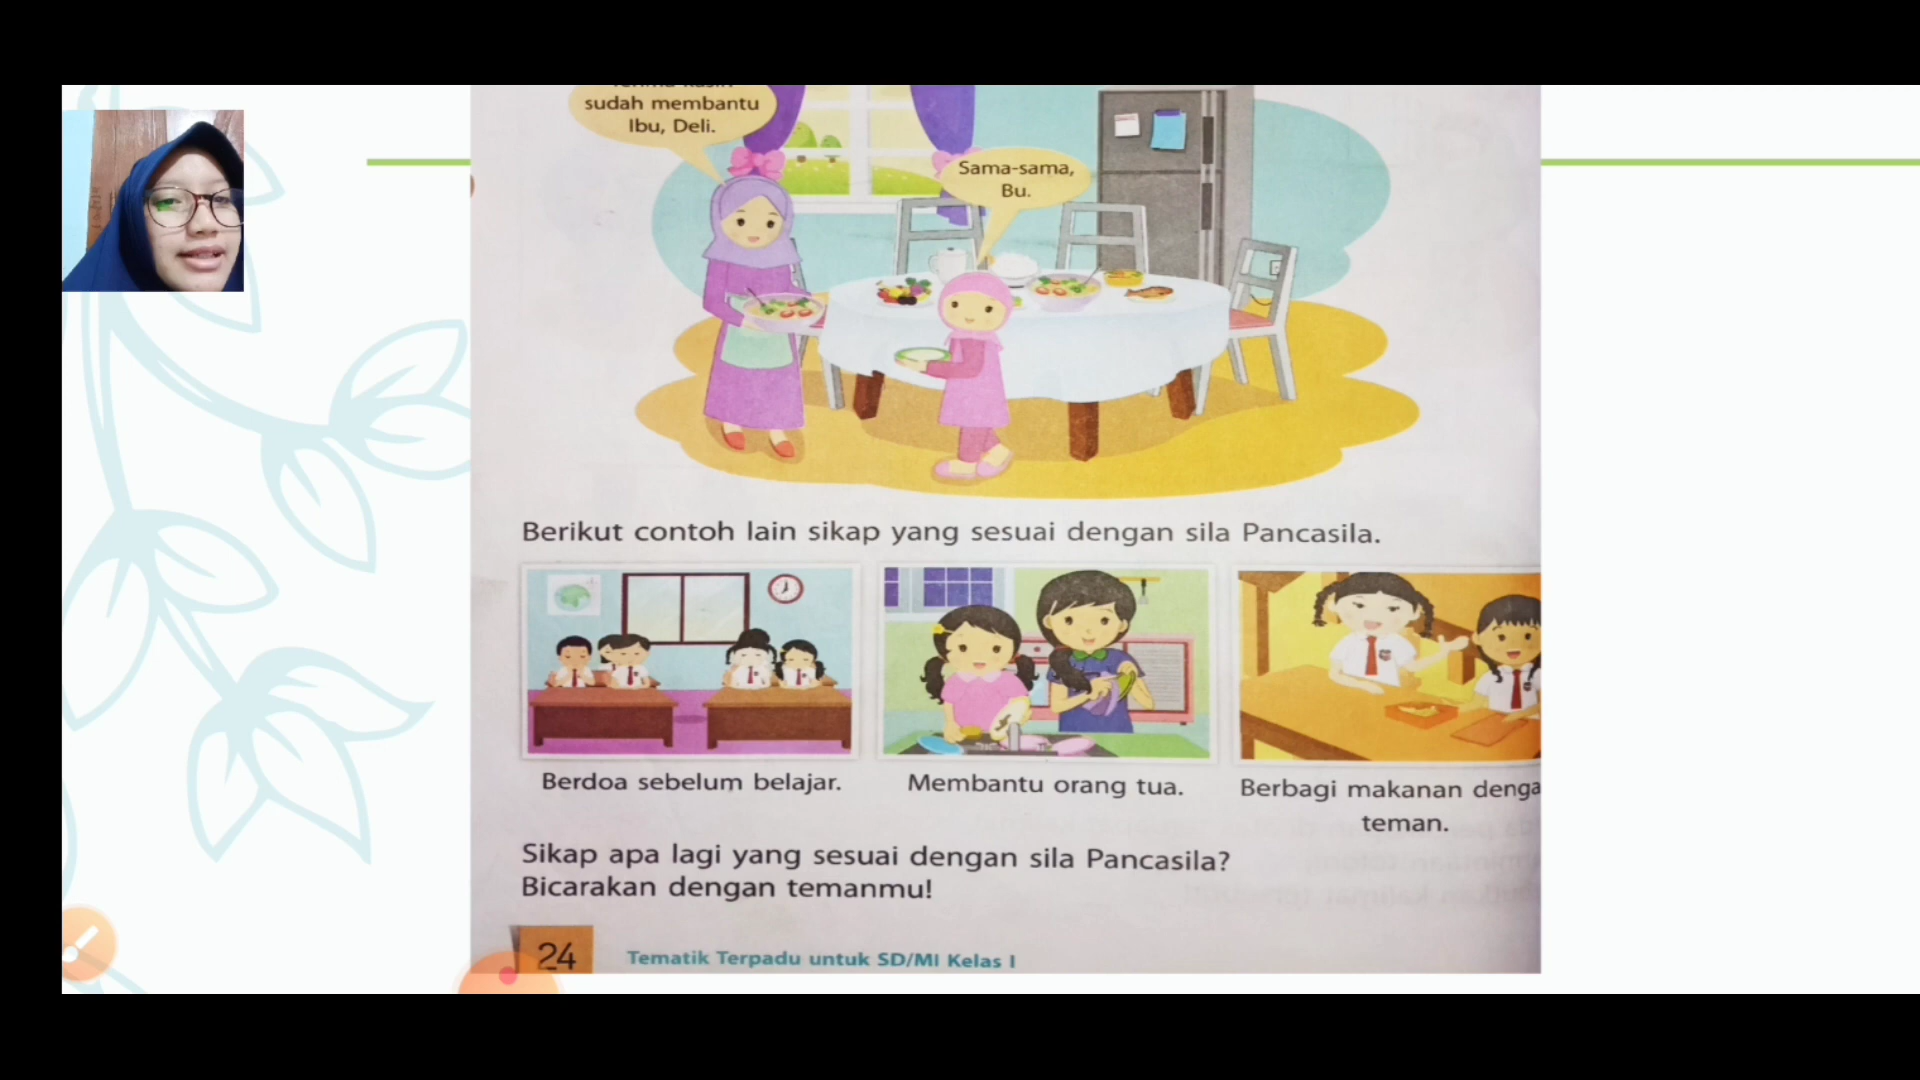 sudah membantu
Ibu, Deli.
Sama-sama,
Bu.
Berikut contoh lain sikap yang sesuai dengan sila Pancasila.
Berdoa sebelum belajar.
Membantu orang tua.
Berbagi makanan denga
teman.
Sikap apa lagi yang sesuai dengan sila Pancasila?
Bicarakan dengan temanmu!
24
Tematik Terpadu untuk SD/MI Kelas I